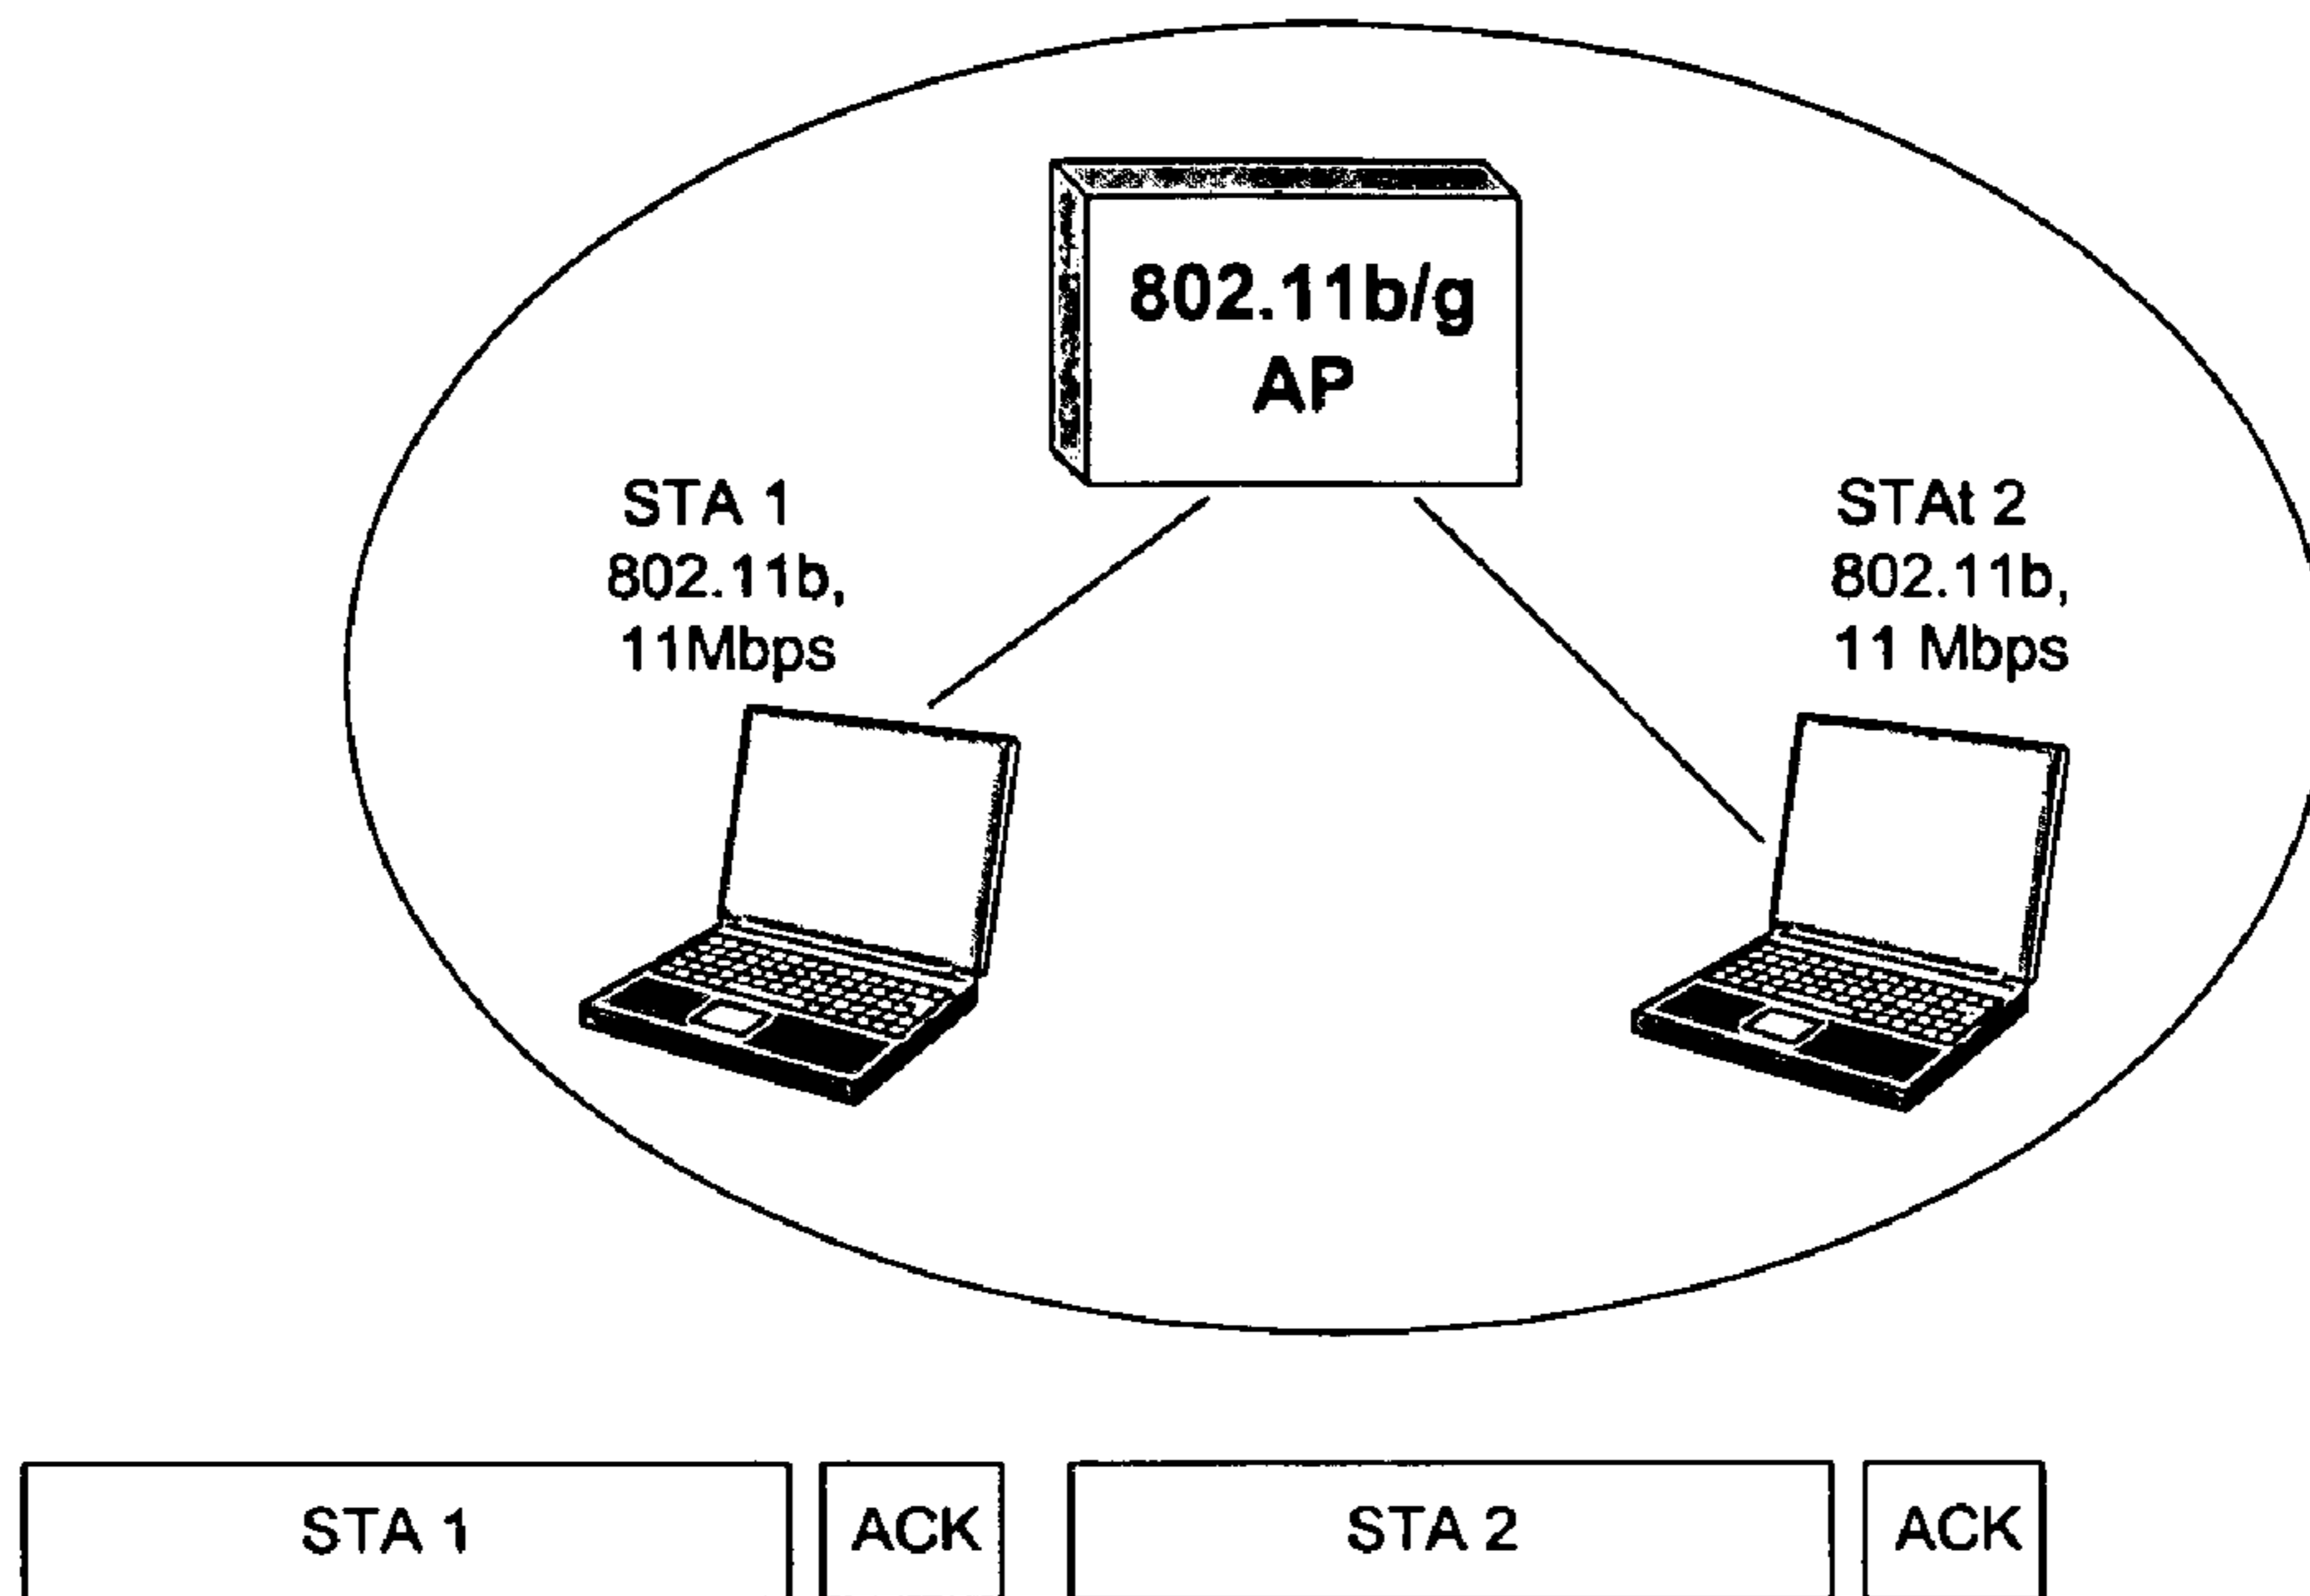 802.11b/g
AP
STA 1
802.11b,
11Mbps
STAt 2
802.11b,
11 Mbps
STA 1
ACK
STA 2
ACK